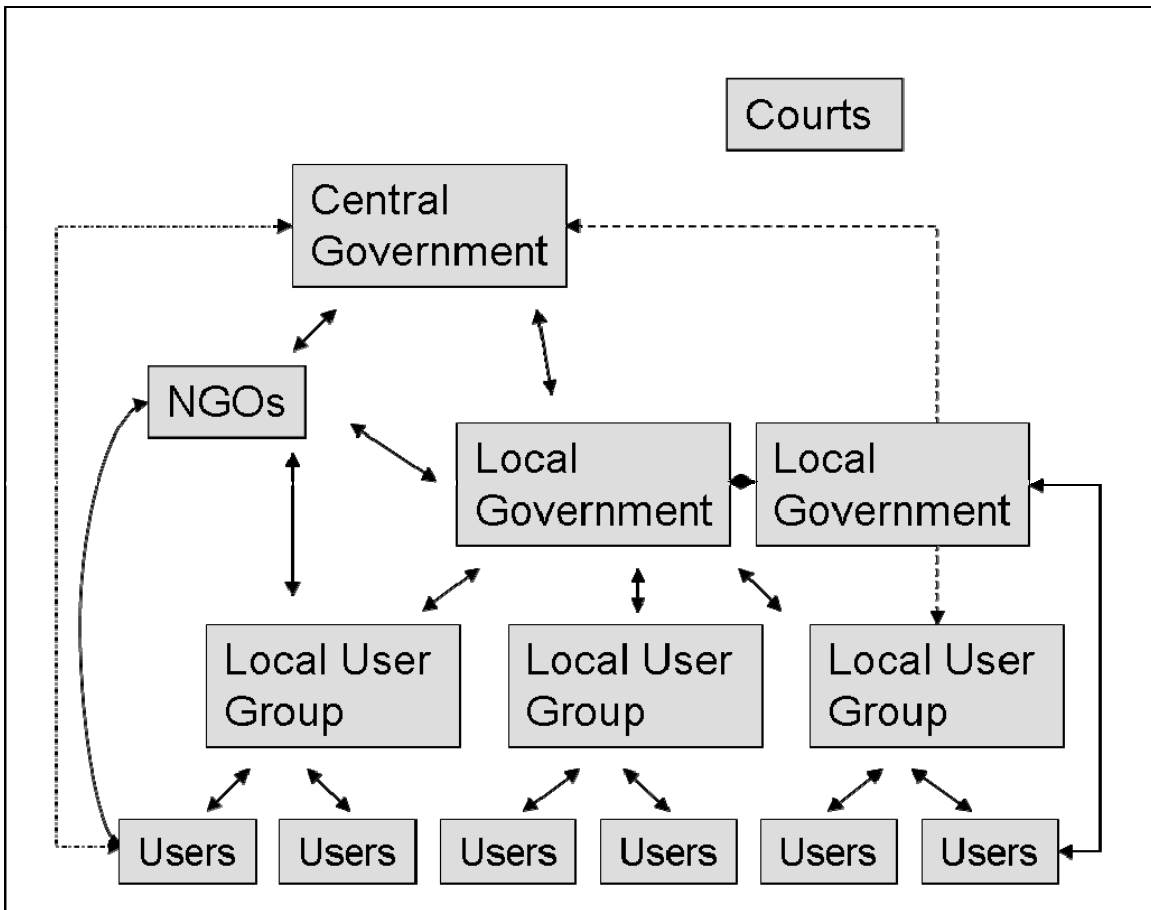 Courts
Central
Government
NGOs
Local
Government
Local
Government
Local User
Group
Local User
Group
Local User
Group
Users
Users
Users
Users
Users
Users